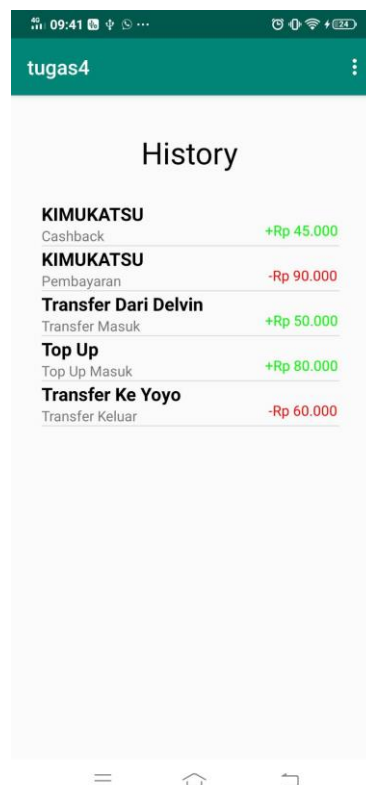 4G 09:41 24
tugas4
History
KIMUKATSU
Cashback +Rp 45.000
KIMUKATSU
Pembayaran -Rp 90.000
Transfer Dari Delvin
Transfer Masuk +Rp 50.000
Top Up
Top Up Masuk +Rp 80.000
Transfer Ke Yoyo
Transfer Keluar -Rp 60.000